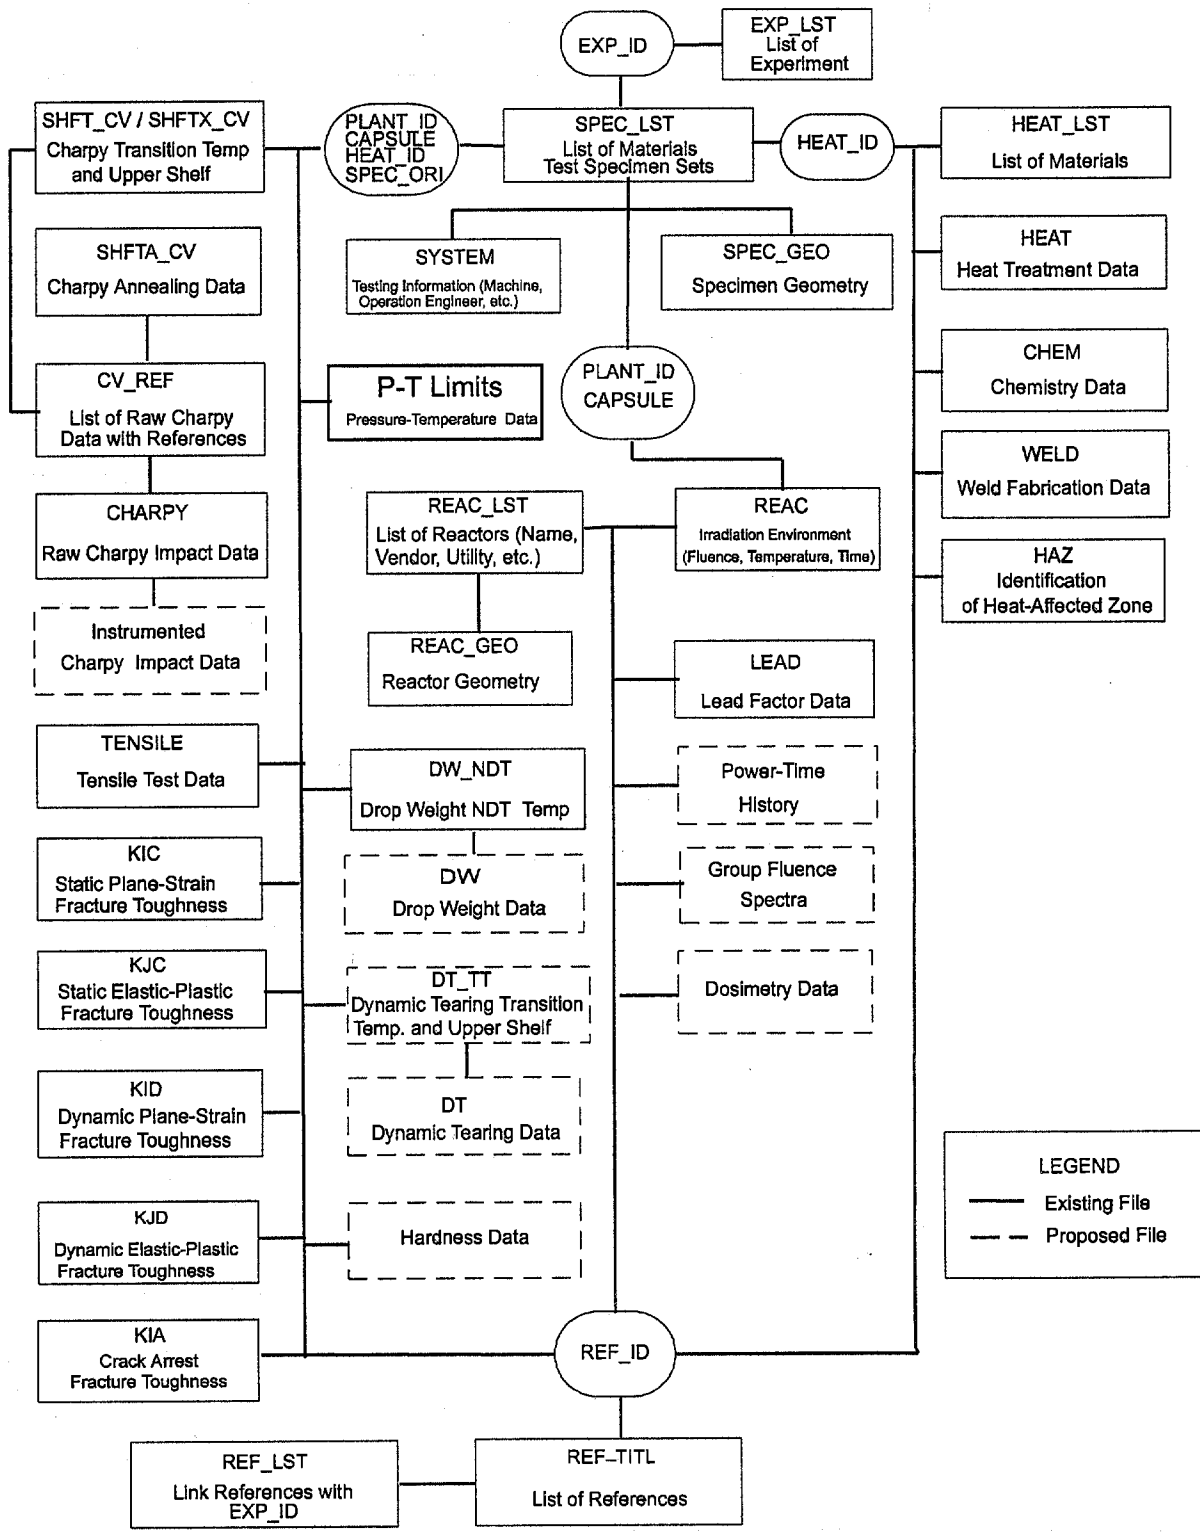 EXP_ID
EXP_LST
List of
Experiment
SHFT_CV / SHFTX_CV
Charpy Transition Temp
and Upper Shelf
PLANT_ID
CAPSULE
HEAT_ID
SPEC_ORI
SPEC_LST
List of Materials
Test Specimen Sets
HEAT_ID
HEAT_LST
List of Materials
SHFTA_CV
Charpy Annealing Data
SYSTEM
Testing Information (Machine,
Operation Engineer, etc.)
SPEC_GEO
Specimen Geometry
HEAT
Heat Treatment Data
CV_REF
List of Raw Charpy
Data with References
P-T Limits
Pressure-Temperature Data
PLANT_ID
CAPSULE
CHEM
Chemistry Data
WELD
Weld Fabrication Data
CHARPY
Raw Charpy Impact Data
REAC_LST
List of Reactors (Name,
Vendor, Utility, etc.)
REAC
Irradiation Environment
(Fluence, Temperature, Time)
HAZ
Identification
of Heat-Affected Zone
Instrumented
Charpy Impact Data
REAC_GEO
Reactor Geometry
LEAD
Lead Factor Data
TENSILE
Tensile Test Data
DW_NDT
Drop Weight NDT Temp
Power-Time
History
KIC
Static Plane-Strain
Fracture Toughness
DW
Drop Weight Data
Group Fluence
Spectra
KJC
Static Elastic-Plastic
Fracture Toughness
DT_TT
Dynamic Tearing Transition
Temp. and Upper Shelf
Dosimetry Data
KID
Dynamic Plane-Strain
Fracture Toughness
DT
Dynamic Tearing Data
LEGEND
Existing File
Proposed File
KJD
Dynamic Elastic-Plastic
Fracture Toughness
Hardness Data
KIA
Crack Arrest
Fracture Toughness
REF_ID
REF_LST
Link References with
EXP_ID
REF-TITL
List of References